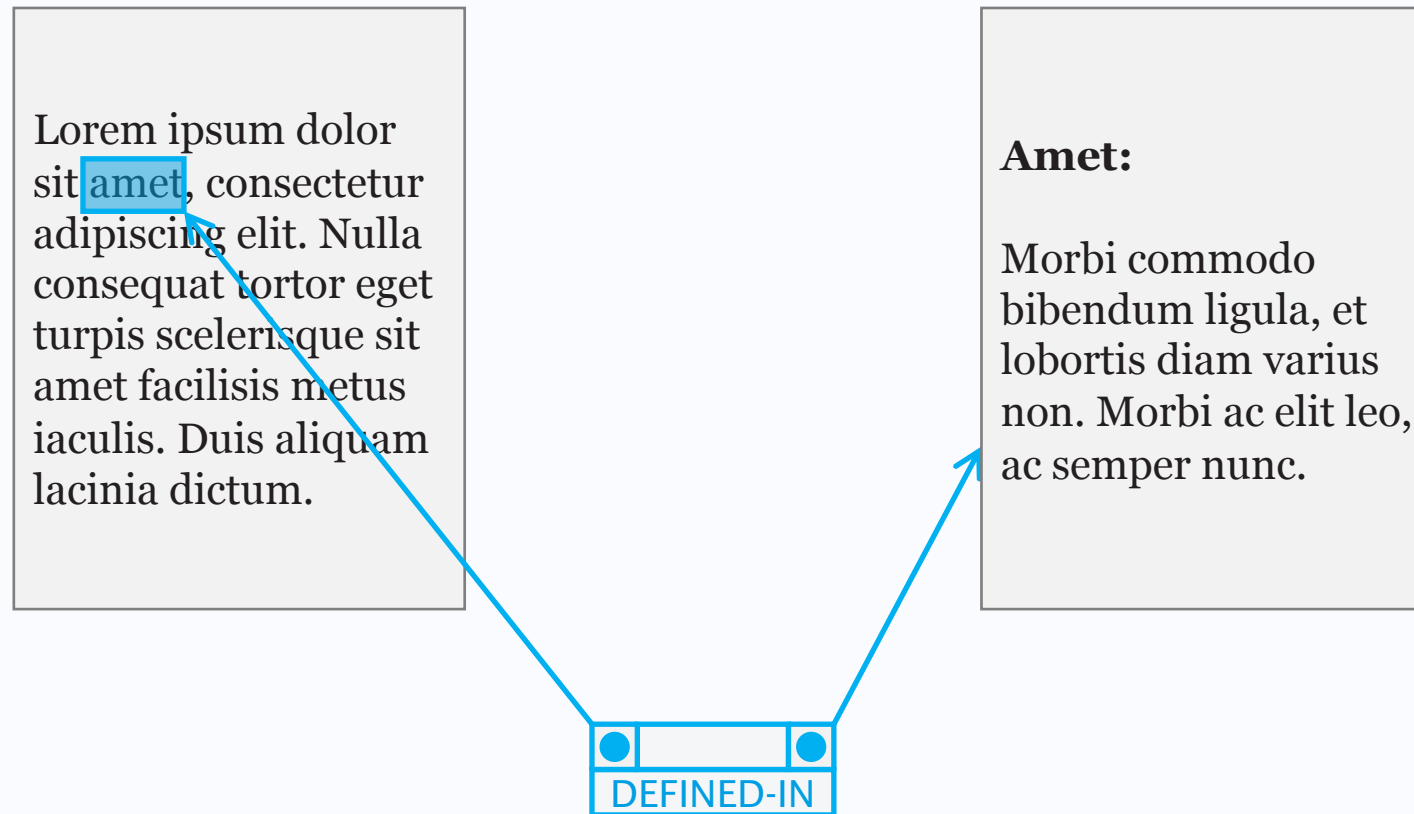 Lorem ipsum dolor
sit amet, consectetur
adipiscing elit. Nulla
consequat tortor eget
turpis scelerisque sit
amet facilisis metus
iaculis. Duis aliquam
lacinia dictum.
Amet:
Morbi commodo
bibendum ligula, et
lobortis diam varius
non. Morbi ac elit leo,
ac semper nunc.
DEFINED-IN